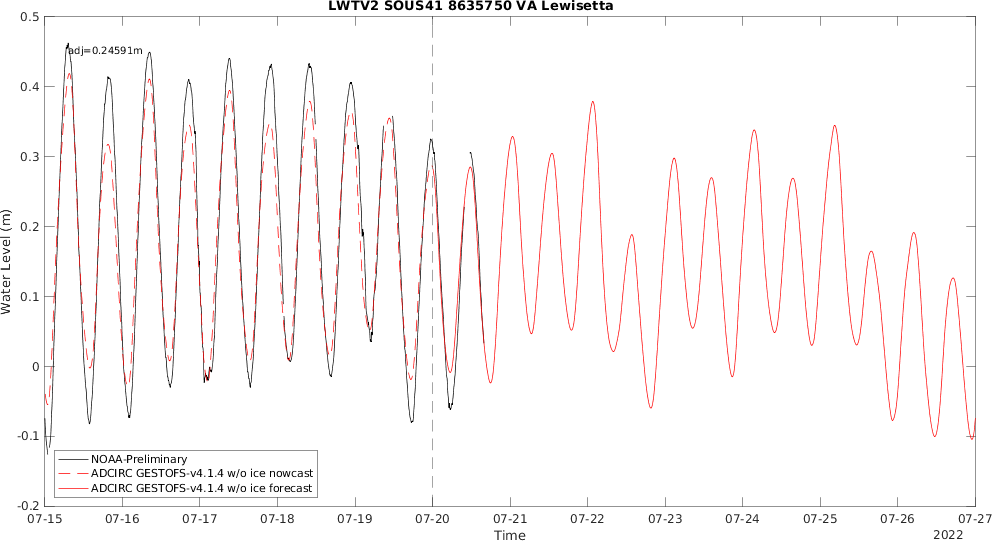 LWTV2 SOUS41 8635750 VA Lewisetta
adj=0.24591m
Water Level (m)
0.5
0.4
0.3
0.2
0.1
0
-0.1
-0.2
NOAA-Preliminary
ADCIRC GESTOFS-v4.1.4 w/o ice nowcast
ADCIRC GESTOFS-v4.1.4 w/o ice forecast
07-15 07-16 07-17 07-18 07-19 07-20 07-21 07-22 07-23 07-24 07-25 07-26 07-27
Time
2022